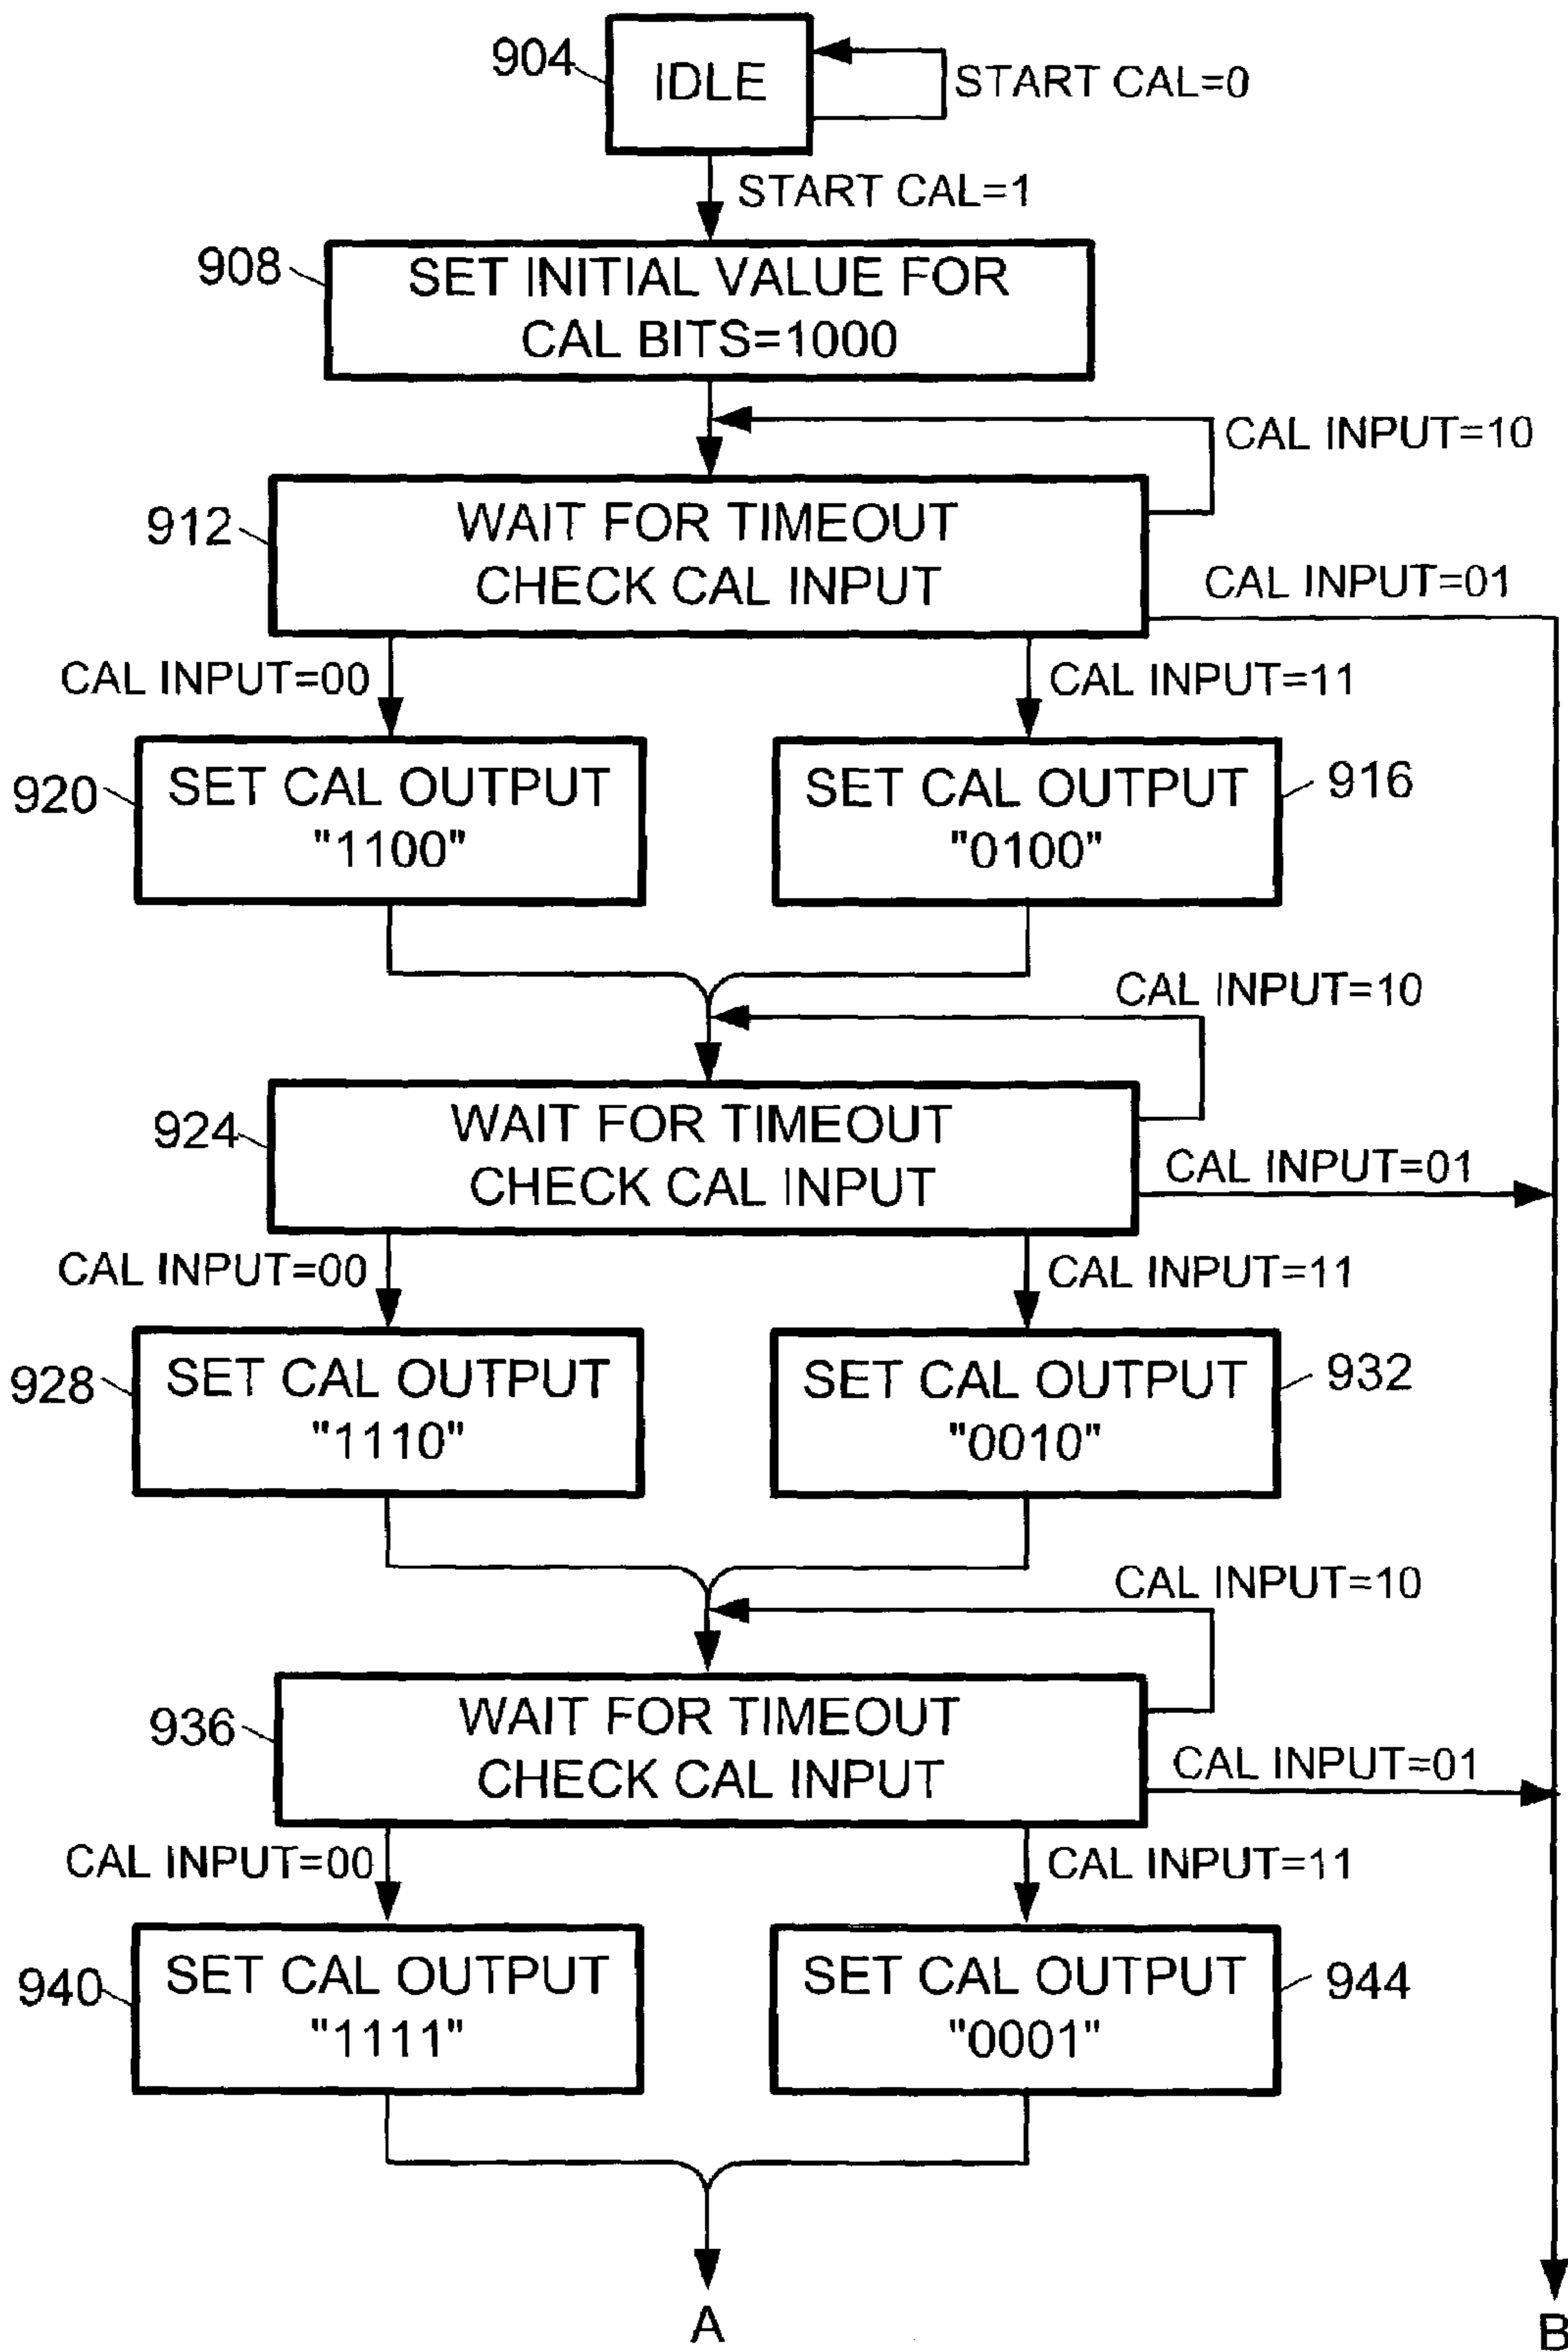 904
IDLE
START CAL=0
START CAL=1
908
SET INITIAL VALUE FOR
CAL BITS=1000
CAL INPUT=10
912
WAIT FOR TIMEOUT
CHECK CAL INPUT
CAL INPUT=01
CAL INPUT=00
CAL INPUT=11
920
SET CAL OUTPUT
"1100"
SET CAL OUTPUT
"0100"
916
CAL INPUT=10
924
WAIT FOR TIMEOUT
CHECK CAL INPUT
CAL INPUT=01
CAL INPUT=00
CAL INPUT=11
928
SET CAL OUTPUT
"1110"
SET CAL OUTPUT
"0010"
932
CAL INPUT=10
936
WAIT FOR TIMEOUT
CHECK CAL INPUT
CAL INPUT=01
CAL INPUT=00
CAL INPUT=11
940
SET CAL OUTPUT
"1111"
SET CAL OUTPUT
"0001"
944
A
B